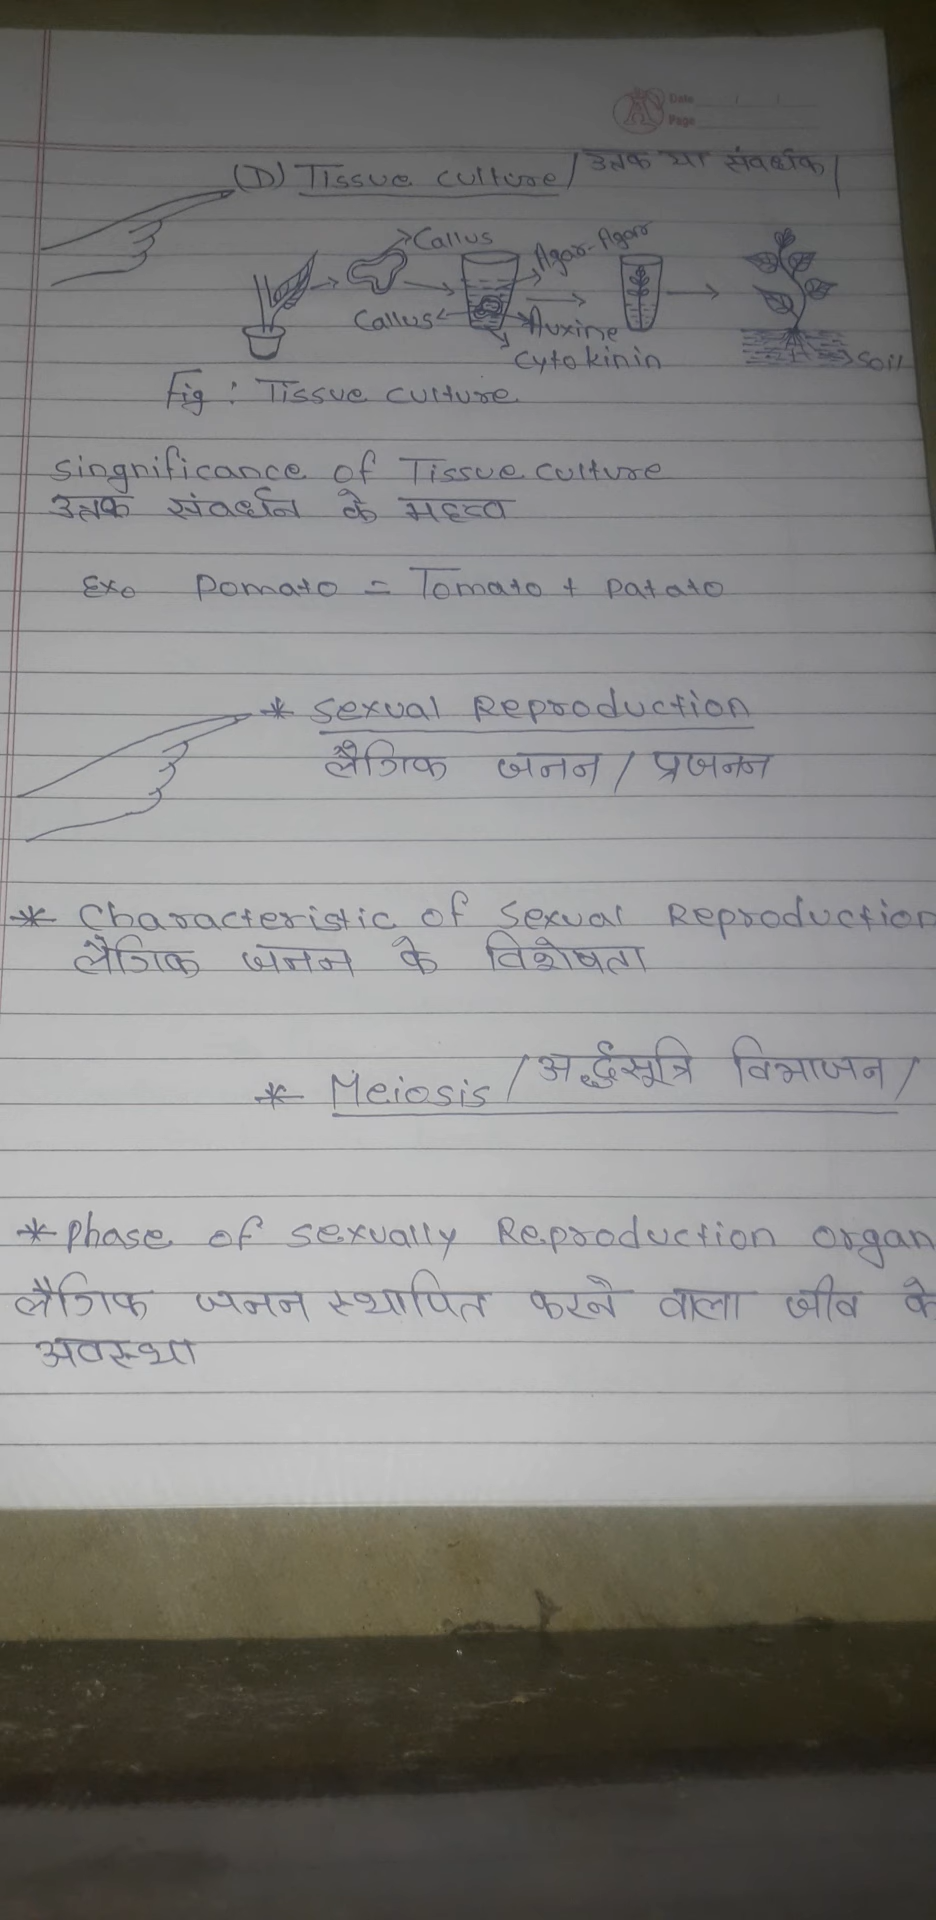 Date
Page
(D) Tissue culture / उत्तक या संवर्धक /
Callus
Agar-Agar
Callus
Auxine
Cytokinin
Soil
Fig : Tissue culture.
Singnificance of Tissue culture
उत्तक संवर्धन के महत्व
Ex. Pomato = Tomato + Patato
* Sexual Reproduction
लैंगिक जनन / प्रजनन
* Characteristic of Sexual Reproduction
लैंगिक जनन के विशेषता
* Meiosis / अर्द्धसूत्रि विभाजन /
* Phase of sexually Reproduction organ
लैंगिक जनन स्थापित करने वाला जीव के
अवस्था